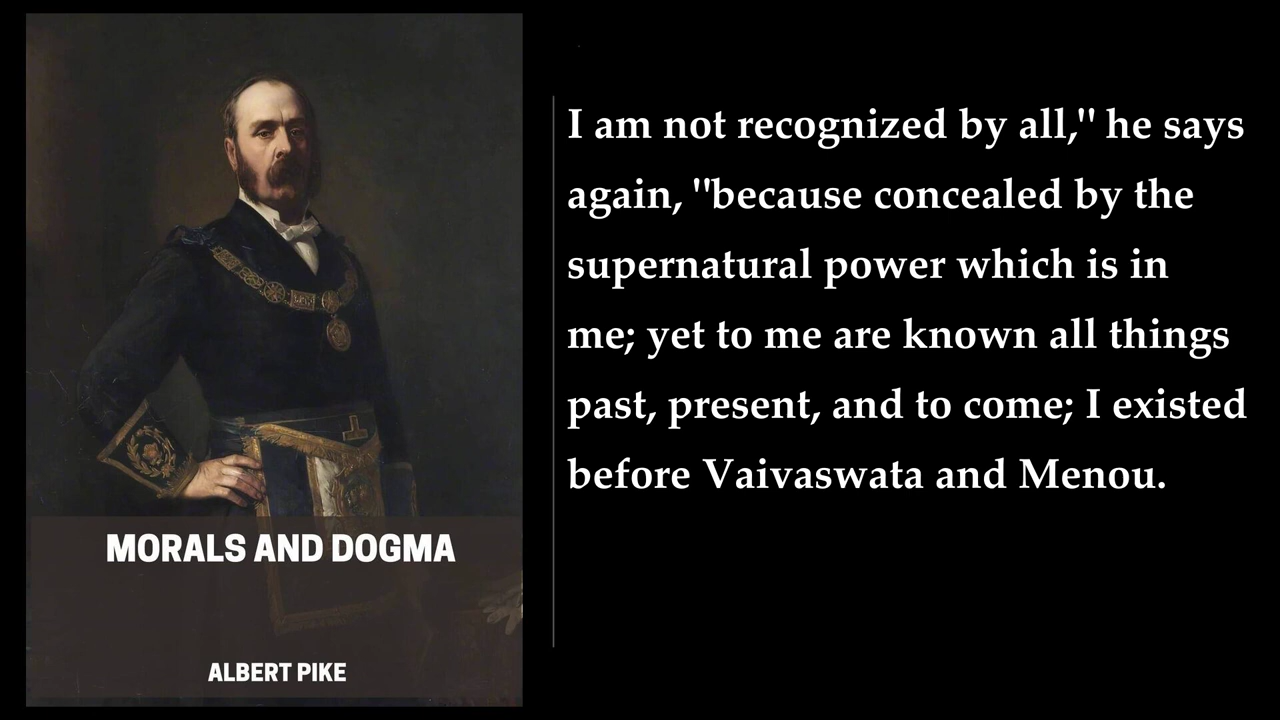 I am not recognized by all," he says
again, "because concealed by the
supernatural power which is in
me; yet to me are known all things
past, present, and to come; I existed
before Vaivaswata and Menou.
MORALS AND DOGMA
ALBERT PIKE